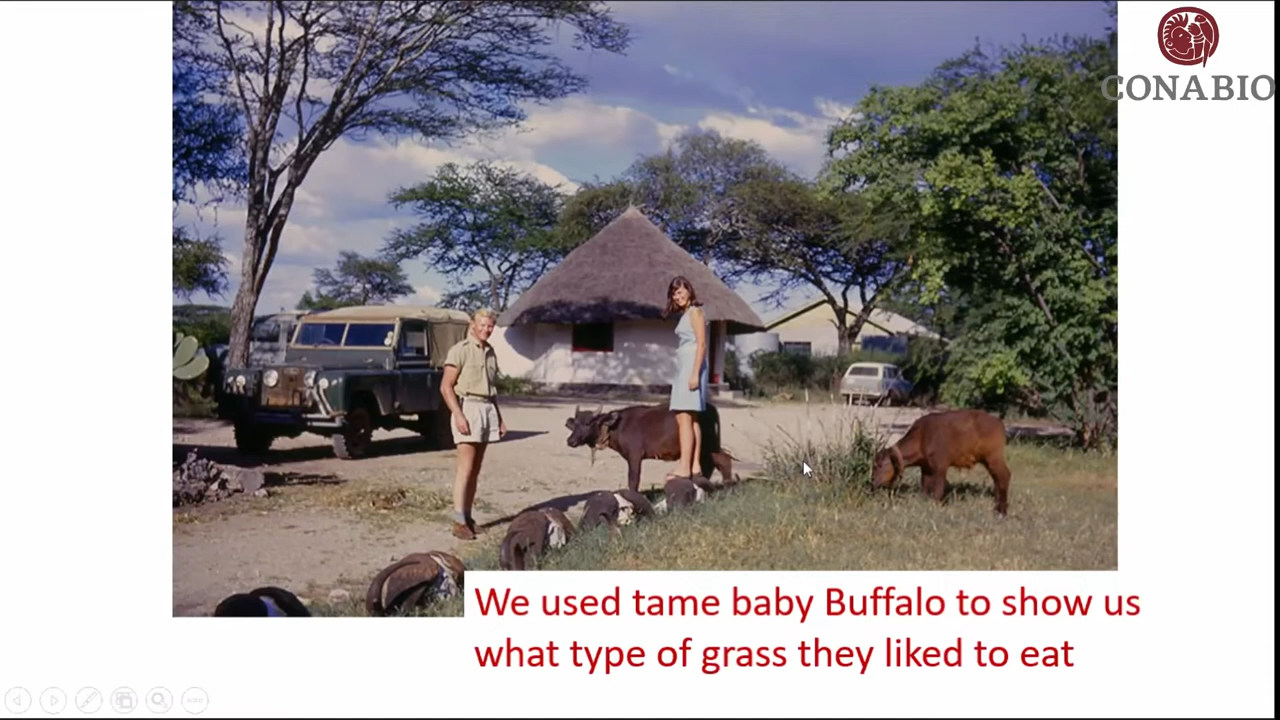 CONABIO
We used tame baby Buffalo to show us
what type of grass they liked to eat